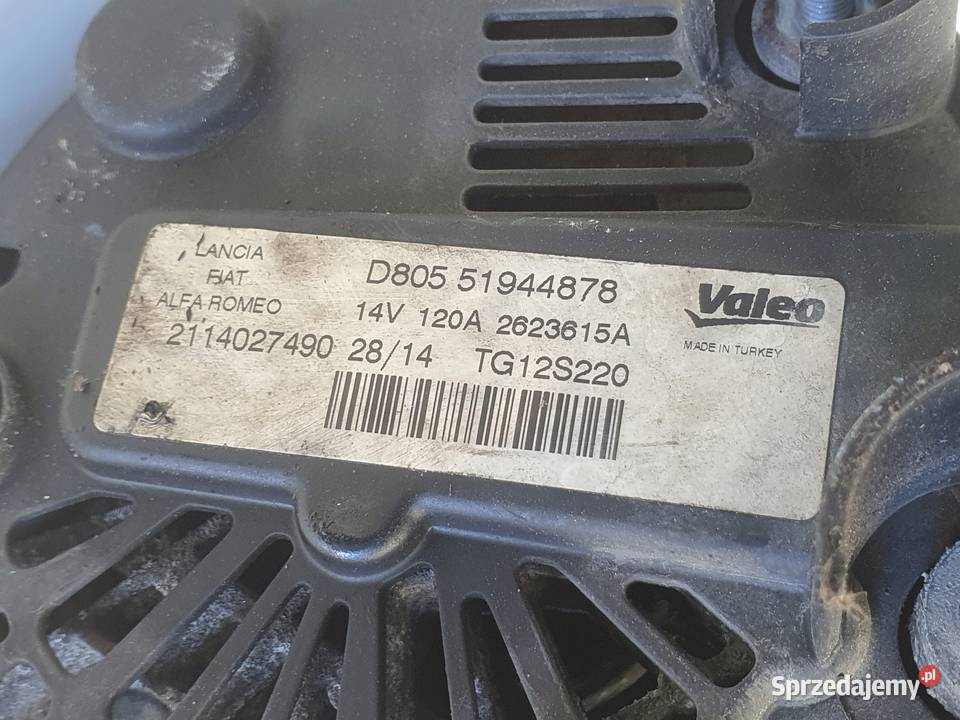 LANCIA
FIAT
ALFA ROMEO
D805 51944878
14V 120A 2623615A
2114027490 28/14 TG12S220
Valeo
MADE IN TURKEY
Sprzedajemy.pl